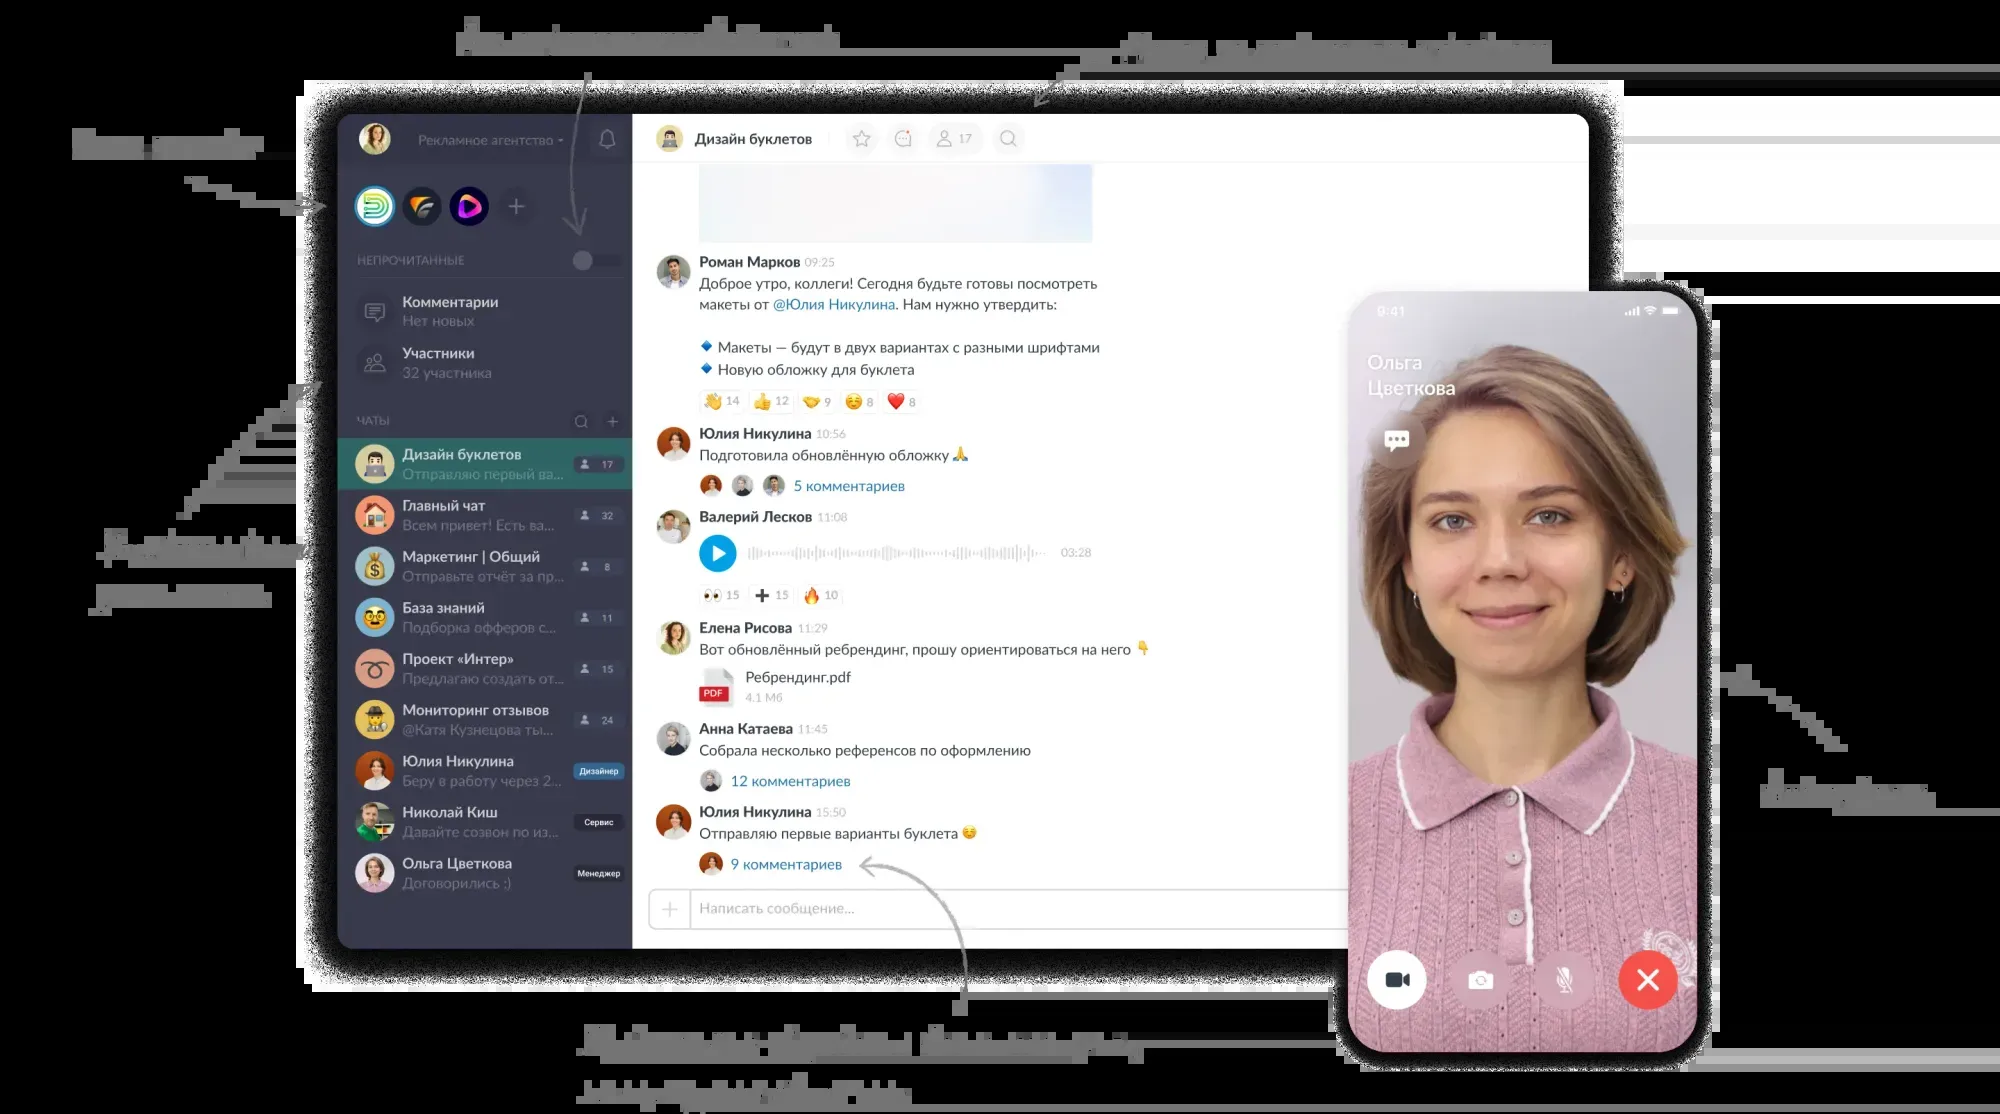 Рекламное агентство
НЕПРОЧИТАННЫЕ
Комментарии
Нет новых
Участники
32 участника
ЧАТЫ
Дизайн буклетов
Отправляю первый ва...
17
Главный чат
Всем привет! Есть ва...
32
Маркетинг | Общий
Отправьте отчёт за пр...
8
База знаний
Подборка офферов с...
11
Проект «Интер»
Предлагаю создать от...
15
Мониторинг отзывов
@Катя Кузнецова ты...
24
Юлия Никулина
Беру в работу через 2...
Дизайнер
Николай Киш
Давайте созвон по из...
Сервис
Ольга Цветкова
Договорились :)
Менеджер
Дизайн буклетов
17
Роман Марков 09:25
Доброе утро, коллеги! Сегодня будьте готовы посмотреть
макеты от @Юлия Никулина. Нам нужно утвердить:
🔹 Макеты — будут в двух вариантах с разными шрифтами
🔹 Новую обложку для буклета
👋 14 👍 12 🤝 9 ☺️ 8 ❤️ 8
Юлия Никулина 10:56
Подготовила обновлённую обложку 🙏
5 комментариев
Валерий Лесков 11:08
03:28
👀 15 ➕ 15 🔥 10
Елена Рисова 11:29
Вот обновлённый ребрендинг, прошу ориентироваться на него 👇
PDF
Ребрендинг.pdf
4.1 Мб
Анна Катаева 11:45
Собрала несколько референсов по оформлению
12 комментариев
Юлия Никулина 15:50
Отправляю первые варианты буклета ☺️
9 комментариев
Написать сообщение...
9:41
Ольга
Цветкова